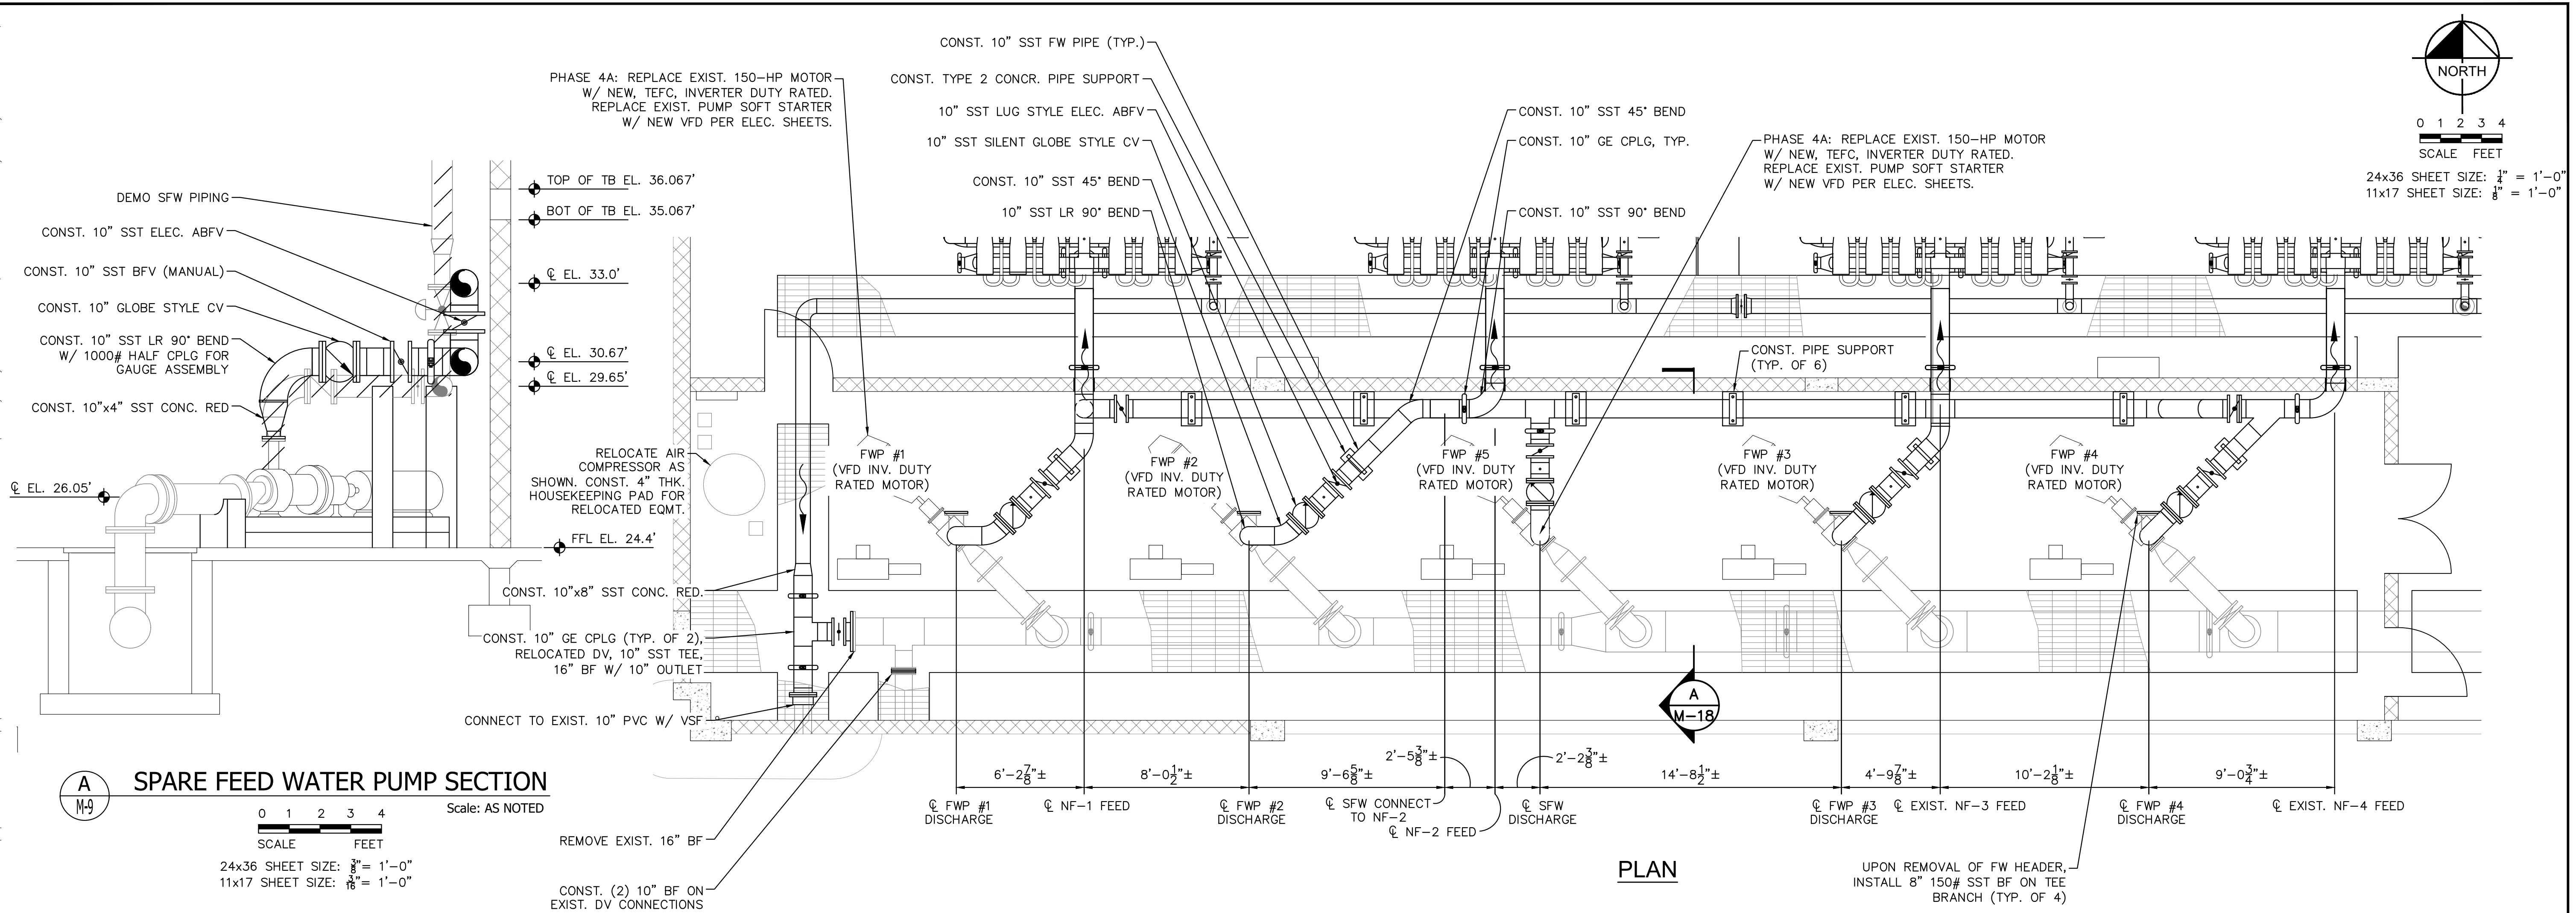 CONST. 10” SST FW PIPE (TYP.)
PHASE 4A: REPLACE EXIST. 150-HP MOTOR
W/ NEW, TEFC, INVERTER DUTY RATED.
REPLACE EXIST. PUMP SOFT STARTER
W/ NEW VFD PER ELEC. SHEETS.
CONST. TYPE 2 CONCR. PIPE SUPPORT
10” SST LUG STYLE ELEC. ABFV
10” SST SILENT GLOBE STYLE CV
CONST. 10” SST 45° BEND
10” SST LR 90° BEND
CONST. 10” SST 45° BEND
CONST. 10” GE CPLG, TYP.
CONST. 10” SST 90° BEND
PHASE 4A: REPLACE EXIST. 150-HP MOTOR
W/ NEW, TEFC, INVERTER DUTY RATED.
REPLACE EXIST. PUMP SOFT STARTER
W/ NEW VFD PER ELEC. SHEETS.
NORTH
0 1 2 3 4
SCALE FEET
24x36 SHEET SIZE: 1/4” = 1'-0”
11x17 SHEET SIZE: 1/8” = 1'-0”
DEMO SFW PIPING
CONST. 10” SST ELEC. ABFV
CONST. 10” SST BFV (MANUAL)
CONST. 10” GLOBE STYLE CV
CONST. 10” SST LR 90° BEND
W/ 1000# HALF CPLG FOR
GAUGE ASSEMBLY
CONST. 10”x4” SST CONC. RED
℄ EL. 26.05'
TOP OF TB EL. 36.067'
BOT OF TB EL. 35.067'
℄ EL. 33.0'
℄ EL. 30.67'
℄ EL. 29.65'
FFL EL. 24.4'
RELOCATE AIR
COMPRESSOR AS
SHOWN. CONST. 4” THK.
HOUSEKEEPING PAD FOR
RELOCATED EQMT.
CONST. 10”x8” SST CONC. RED.
CONST. 10” GE CPLG (TYP. OF 2),
RELOCATED DV, 10” SST TEE,
16” BF W/ 10” OUTLET
CONNECT TO EXIST. 10” PVC W/ VSF
REMOVE EXIST. 16” BF
CONST. (2) 10” BF ON
EXIST. DV CONNECTIONS
CONST. PIPE SUPPORT
(TYP. OF 6)
FWP #1
(VFD INV. DUTY
RATED MOTOR)
FWP #2
(VFD INV. DUTY
RATED MOTOR)
FWP #5
(VFD INV. DUTY
RATED MOTOR)
FWP #3
(VFD INV. DUTY
RATED MOTOR)
FWP #4
(VFD INV. DUTY
RATED MOTOR)
A
M-18
6'-2 7/8”±
8'-0 1/2”±
9'-6 5/8”±
2'-5 3/8”±
2'-2 3/8”±
14'-8 1/2”±
4'-9 7/8”±
10'-2 1/8”±
9'-0 3/4”±
℄ FWP #1
DISCHARGE
℄ NF-1 FEED
℄ FWP #2
DISCHARGE
℄ SFW CONNECT
TO NF-2
℄ NF-2 FEED
℄ SFW
DISCHARGE
℄ FWP #3
DISCHARGE
℄ EXIST. NF-3 FEED
℄ FWP #4
DISCHARGE
℄ EXIST. NF-4 FEED
PLAN
UPON REMOVAL OF FW HEADER,
INSTALL 8” 150# SST BF ON TEE
BRANCH (TYP. OF 4)
A
M-9
SPARE FEED WATER PUMP SECTION
Scale: AS NOTED
0 1 2 3 4
SCALE FEET
24x36 SHEET SIZE: 3/8”= 1'-0”
11x17 SHEET SIZE: 3/16”= 1'-0”